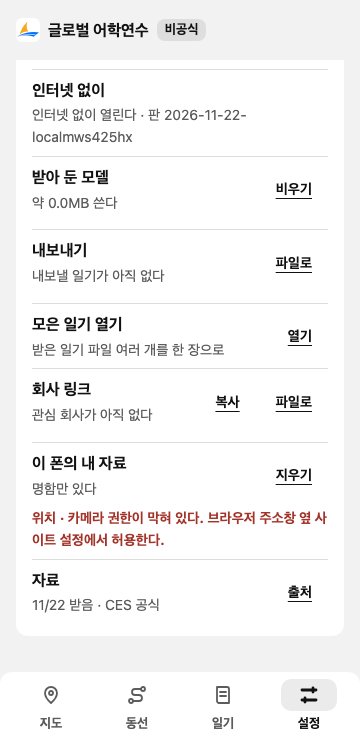 글로벌 어학연수 비공식
인터넷 없이
인터넷 없이 열린다 · 판 2026-11-22-
localmws425hx
받아 둔 모델
약 0.0MB 쓴다
비우기
내보내기
내보낼 일기가 아직 없다
파일로
모은 일기 열기
받은 일기 파일 여러 개를 한 장으로
열기
회사 링크
관심 회사가 아직 없다
복사 파일로
이 폰의 내 자료
명함만 있다
지우기
위치 · 카메라 권한이 막혀 있다. 브라우저 주소창 옆 사
이트 설정에서 허용한다.
자료
11/22 받음 · CES 공식
출처
지도 동선 일기 설정